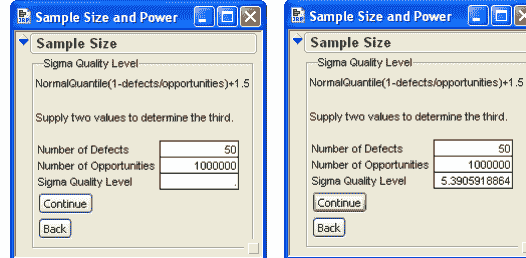 Sample Size and Power
Sample Size
Sigma Quality Level
NormalQuantile(1-defects/opportunities)+1.5
Supply two values to determine the third.
Number of Defects 50
Number of Opportunities 1000000
Sigma Quality Level .
Continue
Back
Sample Size and Power
Sample Size
Sigma Quality Level
NormalQuantile(1-defects/opportunities)+1.5
Supply two values to determine the third.
Number of Defects 50
Number of Opportunities 1000000
Sigma Quality Level 5.3905918864
Continue
Back